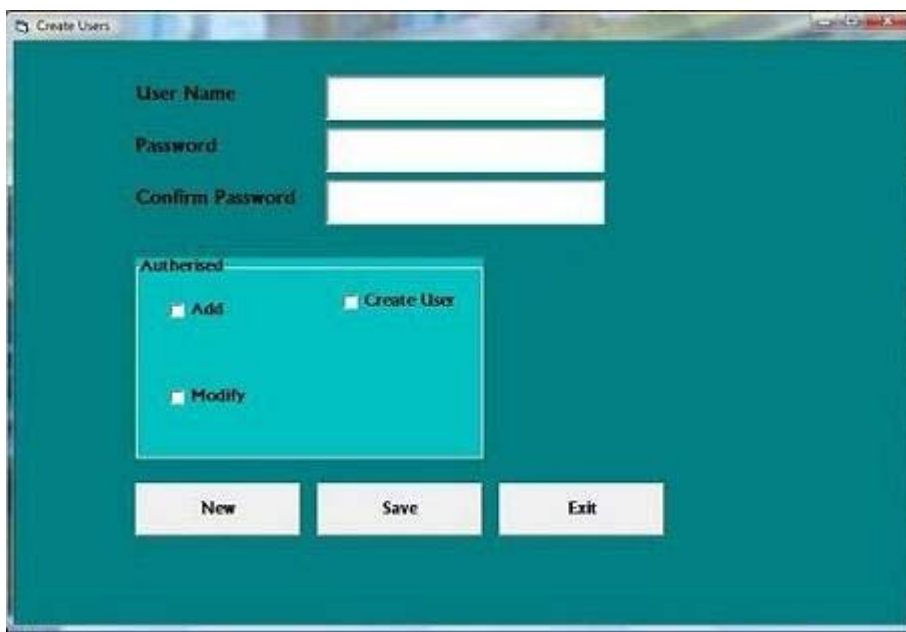 Create Users
User Name
Password
Confirm Password
Autherised
Add
Create User
Modify
New Save Exit